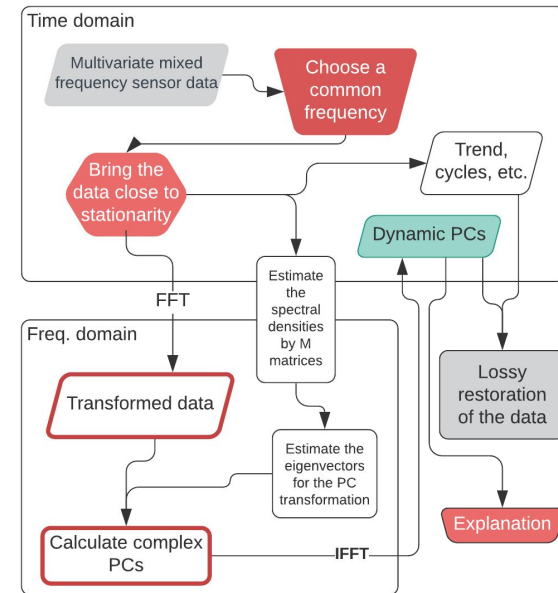 Time domain
Multivariate mixed
frequency sensor data
Choose a
common
frequency
Bring the
data close to
stationarity
Trend,
cycles, etc.
Dynamic PCs
Estimate
the
spectral
densities
by M
matrices
FFT
Freq. domain
Transformed data
Lossy
restoration
of the data
Estimate the
eigenvectors
for the PC
transformation
Calculate complex
PCs
IFFT
Explanation